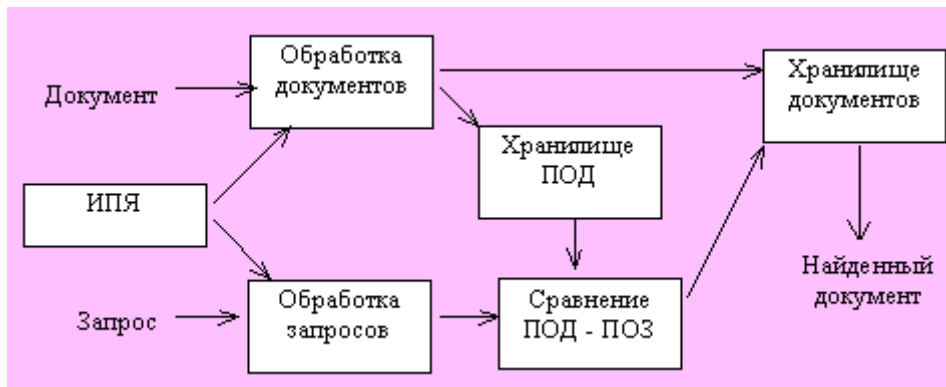 Документ
Обработка
документов
Хранилище
документов
Хранилище
ПОД
ИПЯ
Запрос
Обработка
запросов
Сравнение
ПОД - ПОЗ
Найденный
документ